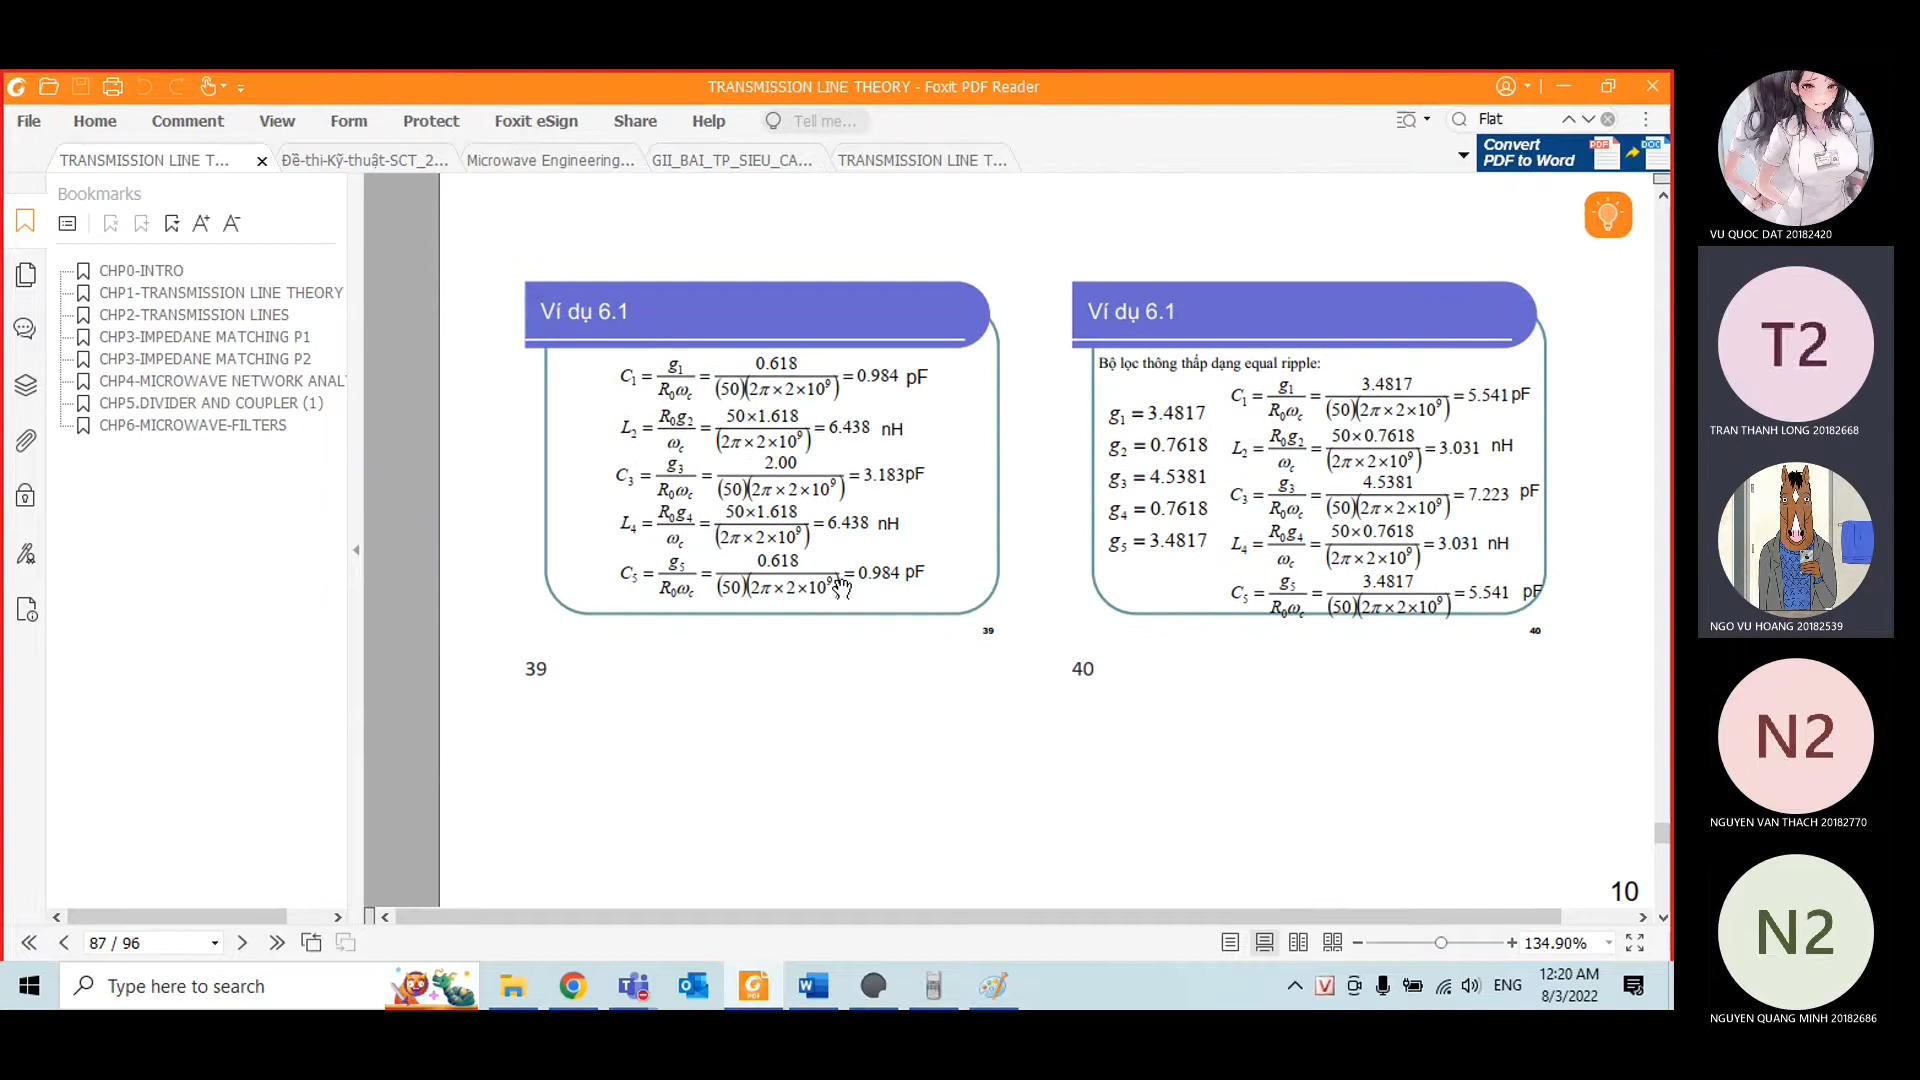 TRANSMISSION LINE THEORY - Foxit PDF Reader
File Home Comment View Form Protect Foxit eSign Share Help Tell me... Flat
TRANSMISSION LINE T... Đề-thi-Kỹ-thuật-SCT_2... Microwave Engineering... GII_BAI_TP_SIEU_CA... TRANSMISSION LINE T...
Convert
PDF to Word
PDF DOC
Bookmarks
CHP0-INTRO
CHP1-TRANSMISSION LINE THEORY
CHP2-TRANSMISSION LINES
CHP3-IMPEDANE MATCHING P1
CHP3-IMPEDANE MATCHING P2
CHP4-MICROWAVE NETWORK ANAL
CHP5.DIVIDER AND COUPLER (1)
CHP6-MICROWAVE-FILTERS
Ví dụ 6.1
C₁ = g₁/(R₀ω_c) = 0.618/((50)(2π×2×10⁹)) = 0.984 pF
L₂ = R₀g₂/ω_c = 50×1.618/(2π×2×10⁹) = 6.438 nH
C₃ = g₃/(R₀ω_c) = 2.00/((50)(2π×2×10⁹)) = 3.183pF
L₄ = R₀g₄/ω_c = 50×1.618/(2π×2×10⁹) = 6.438 nH
C₅ = g₅/(R₀ω_c) = 0.618/((50)(2π×2×10⁹)) = 0.984 pF
39
39
Ví dụ 6.1
Bộ lọc thông thấp dạng equal ripple:
g₁ = 3.4817
g₂ = 0.7618
g₃ = 4.5381
g₄ = 0.7618
g₅ = 3.4817
C₁ = g₁/(R₀ω_c) = 3.4817/((50)(2π×2×10⁹)) = 5.541 pF
L₂ = R₀g₂/ω_c = 50×0.7618/(2π×2×10⁹) = 3.031 nH
C₃ = g₃/(R₀ω_c) = 4.5381/((50)(2π×2×10⁹)) = 7.223 pF
L₄ = R₀g₄/ω_c = 50×0.7618/(2π×2×10⁹) = 3.031 nH
C₅ = g₅/(R₀ω_c) = 3.4817/((50)(2π×2×10⁹)) = 5.541 pF
40
40
10
87 / 96
134.90%
Type here to search
ENG
12:20 AM
8/3/2022
VU QUOC DAT 20182420
T2
TRAN THANH LONG 20182668
NGO VU HOANG 20182539
N2
NGUYEN VAN THACH 20182770
N2
NGUYEN QUANG MINH 20182686